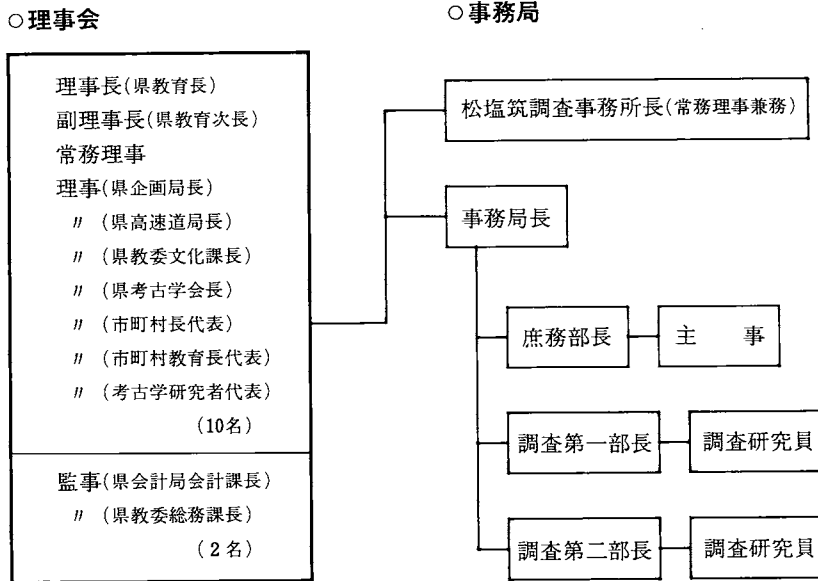 ○理事会
理事長(県教育長)
副理事長(県教育次長)
常務理事
理事(県企画局長)
〃 (県高速道局長)
〃 (県教委文化課長)
〃 (県考古学会長)
〃 (市町村長代表)
〃 (市町村教育長代表)
〃 (考古学研究者代表)
(10名)
監事(県会計局会計課長)
〃 (県教委総務課長)
(2名)
○事務局
松塩筑調査事務所長(常務理事兼務)
事務局長
庶務部長
主 事
調査第一部長
調査研究員
調査第二部長
調査研究員